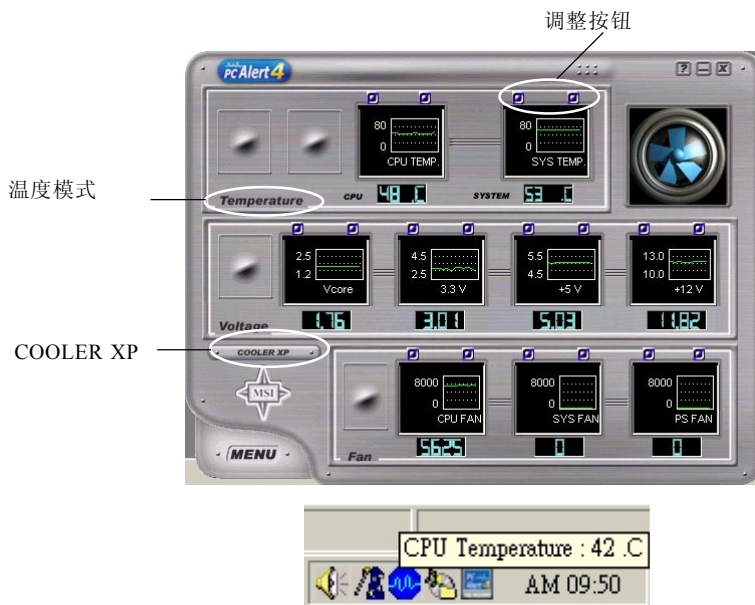 调整按钮
PC Alert 4
? X
80
0
CPU TEMP.
80
0
SYS TEMP.
温度模式
Temperature
CPU 48 .C
SYSTEM 53 .C
2.5
1.2
Vcore
4.5
2.5
3.3 V
5.5
4.5
+5 V
13.0
10.0
+12 V
Voltage
1.76 3.01 5.03 11.82
COOLER XP
COOLER XP
MSI
8000
0
CPU FAN
8000
0
SYS FAN
8000
0
PS FAN
MENU
Fan
5625 0 0
CPU Temperature : 42 .C
AM 09:50